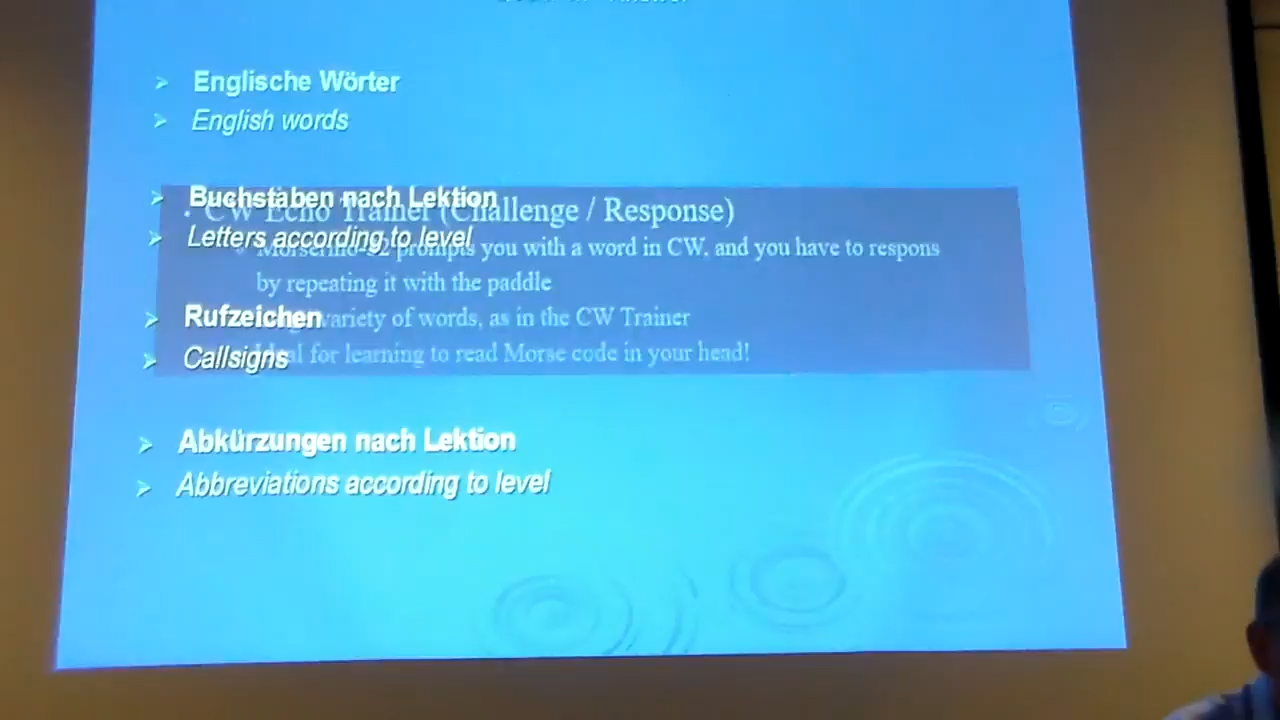 Englische Wörter
English words
Buchstaben nach Lektion
Letters according to level
Rufzeichen
Callsigns
Abkürzungen nach Lektion
Abbreviations according to level
CW Echo Trainer (Challenge / Response)
Morserino-32 prompts you with a word in CW, and you have to respons
by repeating it with the paddle
variety of words, as in the CW Trainer
for learning to read Morse code in your head!